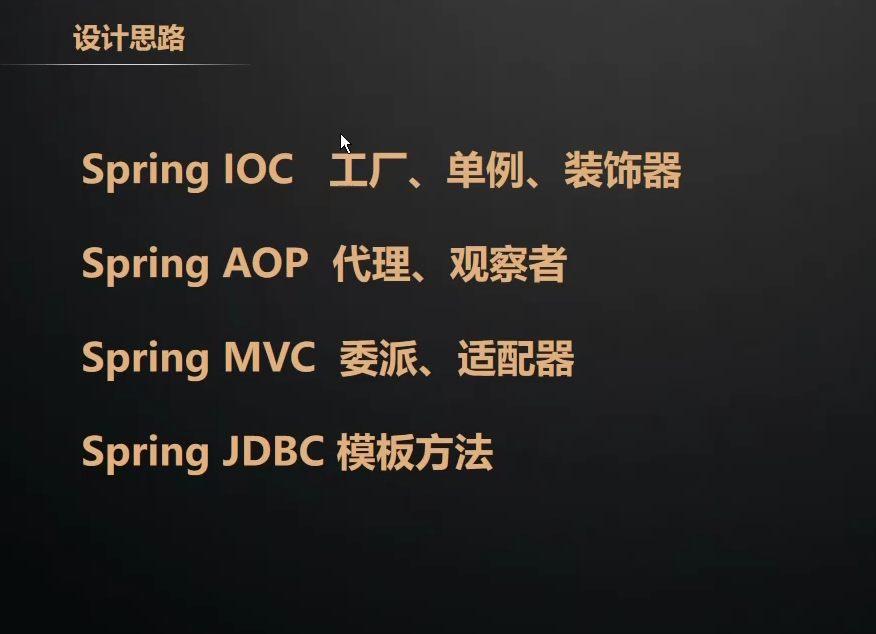 设计思路
Spring IOC 工厂、单例、装饰器
Spring AOP 代理、观察者
Spring MVC 委派、适配器
Spring JDBC 模板方法